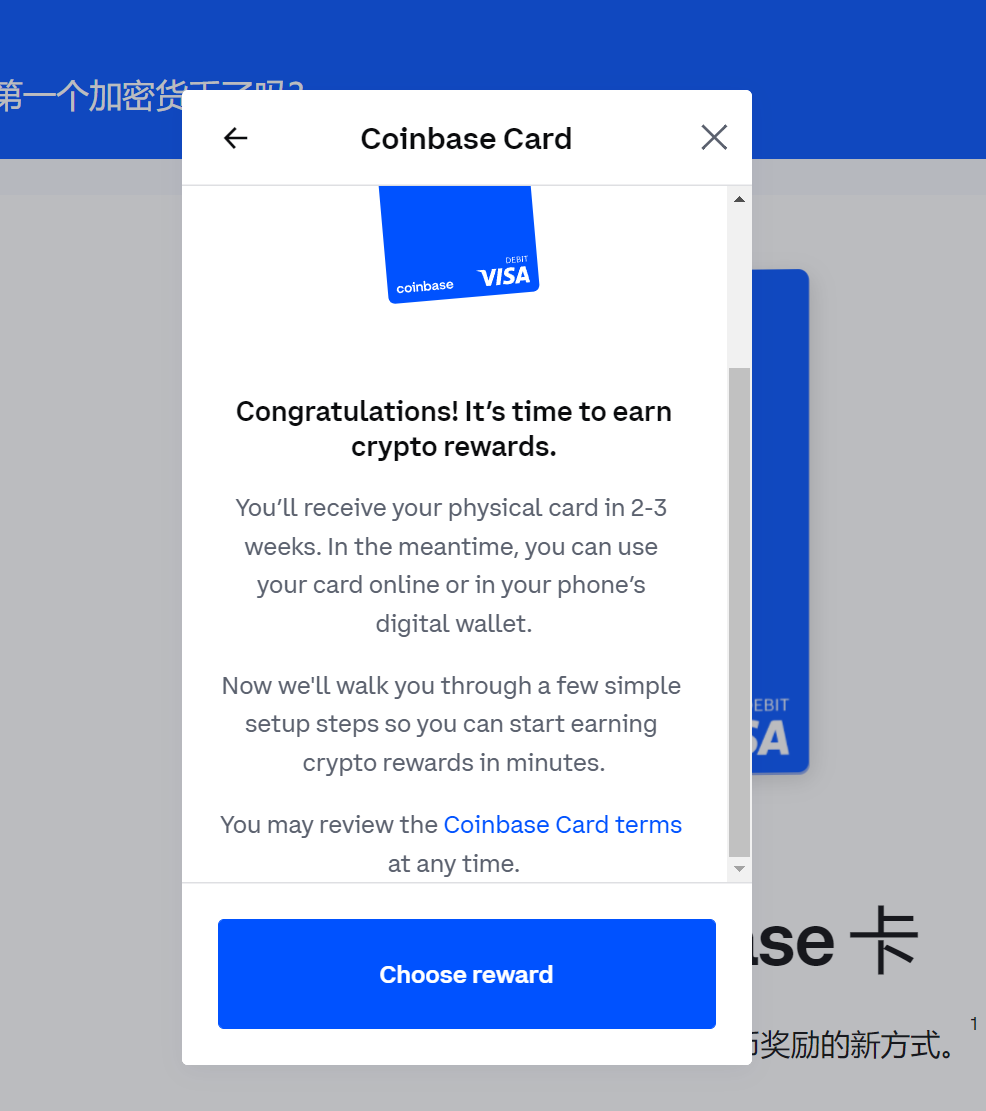 第一个加密货币了吗?
Coinbase Card
coinbase
DEBIT
VISA
Congratulations! It’s time to earn
crypto rewards.
You’ll receive your physical card in 2-3
weeks. In the meantime, you can use
your card online or in your phone’s
digital wallet.
Now we'll walk you through a few simple
setup steps so you can start earning
crypto rewards in minutes.
You may review the Coinbase Card terms
at any time.
Choose reward
EBIT
SA
ase 卡
币奖励的新方式。 1